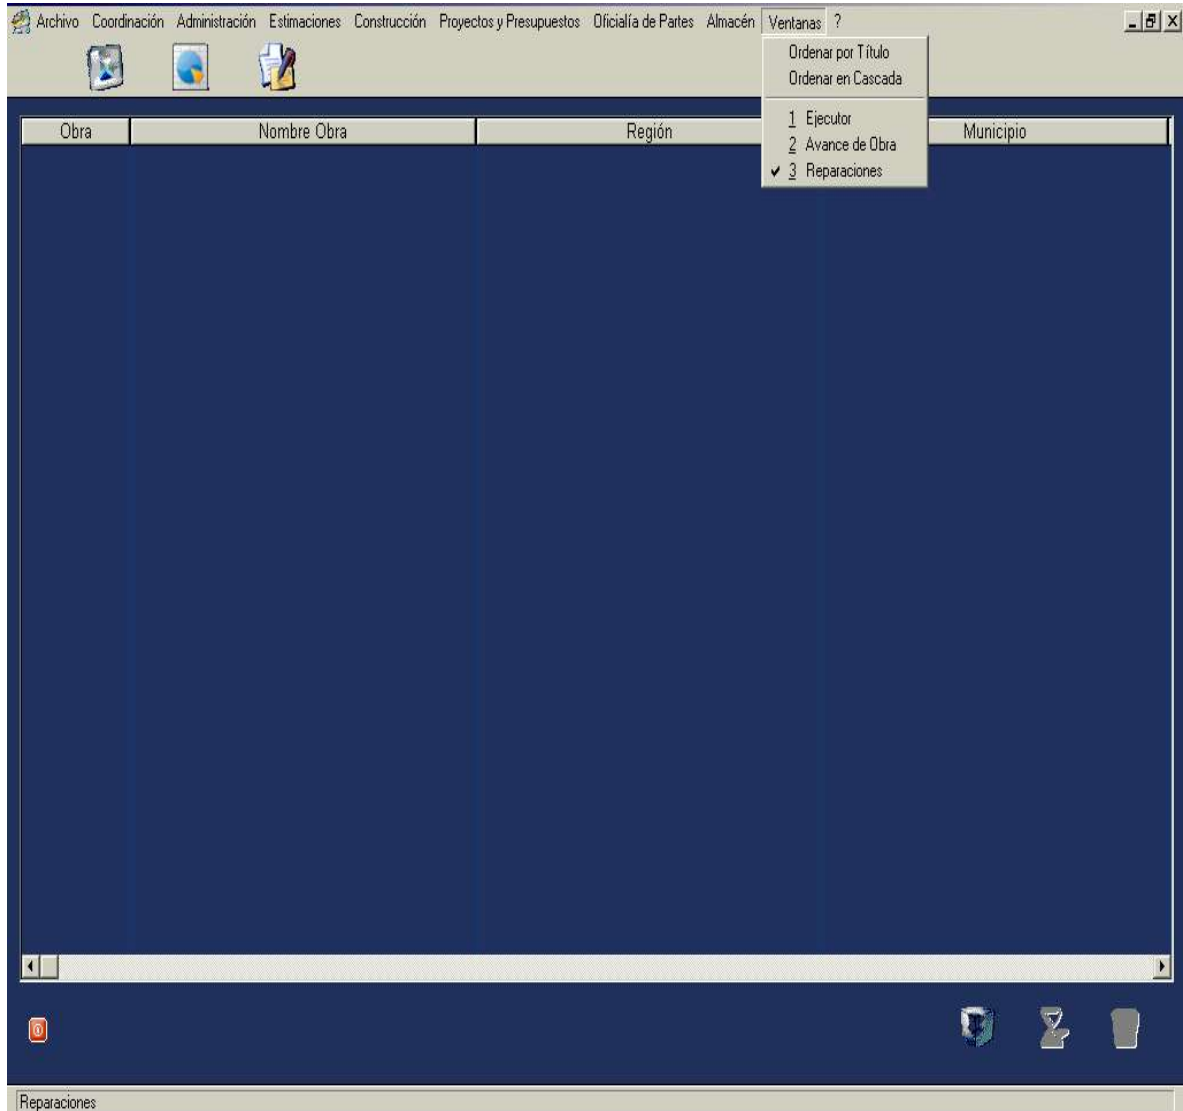 Archivo Coordinación Administración Estimaciones Construcción Proyectos y Presupuestos Oficialía de Partes Almacén Ventanas ?
Ordenar por Título
Ordenar en Cascada
1 Ejecutor
2 Avance de Obra
3 Reparaciones
Obra Nombre Obra Región Municipio
Reparaciones